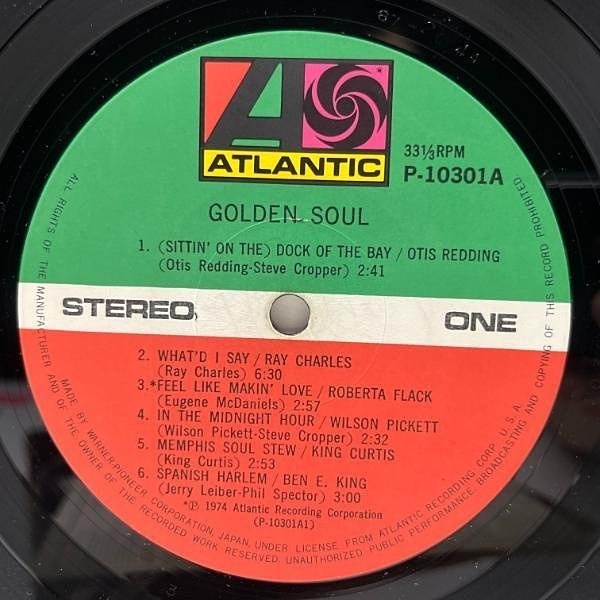 ATLANTIC
33⅓RPM
P-10301A
GOLDEN SOUL
1. (SITTIN' ON THE) DOCK OF THE BAY / OTIS REDDING
(Otis Redding-Steve Cropper) 2:41
STEREO
ONE
2. WHAT'D I SAY / RAY CHARLES
(Ray Charles) 6:30
3.*FEEL LIKE MAKIN' LOVE / ROBERTA FLACK
(Eugene McDaniels) 2:57
4. IN THE MIDNIGHT HOUR / WILSON PICKETT
(Wilson Pickett-Steve Cropper) 2:32
5. MEMPHIS SOUL STEW / KING CURTIS
(King Curtis) 2:53
6. SPANISH HARLEM / BEN E. KING
(Jerry Leiber-Phil Spector) 3:00
*℗ 1974 Atlantic Recording Corporation
(P-10301A1)
MADE BY WARNER-PIONEER CORPORATION, JAPAN, UNDER LICENSE FROM ATLANTIC RECORDING CORP. U.S.A.
ALL RIGHTS OF THE MANUFACTURER AND OF THE OWNER OF THE RECORDED WORK RESERVED. UNAUTHORIZED PUBLIC PERFORMANCE, BROADCASTING AND COPYING OF THIS RECORD PROHIBITED.